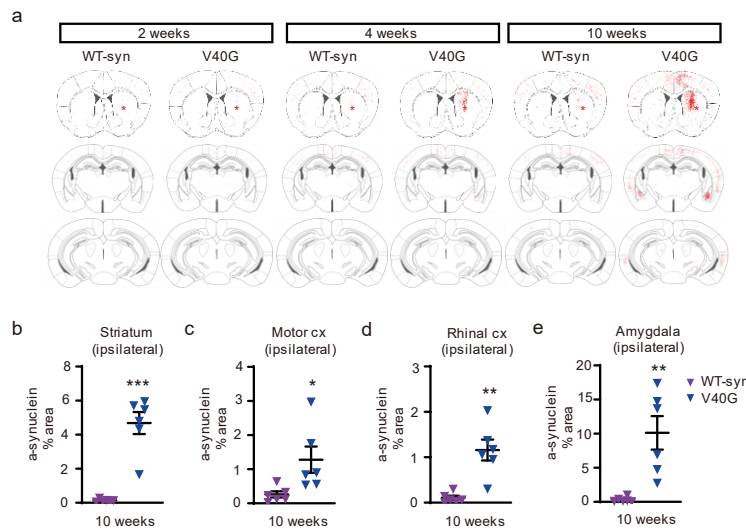 a
2 weeks
4 weeks
10 weeks
WT-syn
V40G
WT-syn
V40G
WT-syn
V40G
*
*
*
*
*
*
b
Striatum
(ipsilateral)
a-synuclein
% area
8
6
4
2
0
***
10 weeks
c
Motor cx
(ipsilateral)
a-synuclein
% area
4
3
2
1
0
*
10 weeks
d
Rhinal cx
(ipsilateral)
a-synuclein
% area
3
2
1
0
**
10 weeks
e
Amygdala
(ipsilateral)
a-synuclein
% area
20
15
10
5
0
**
10 weeks
WT-syn
V40G